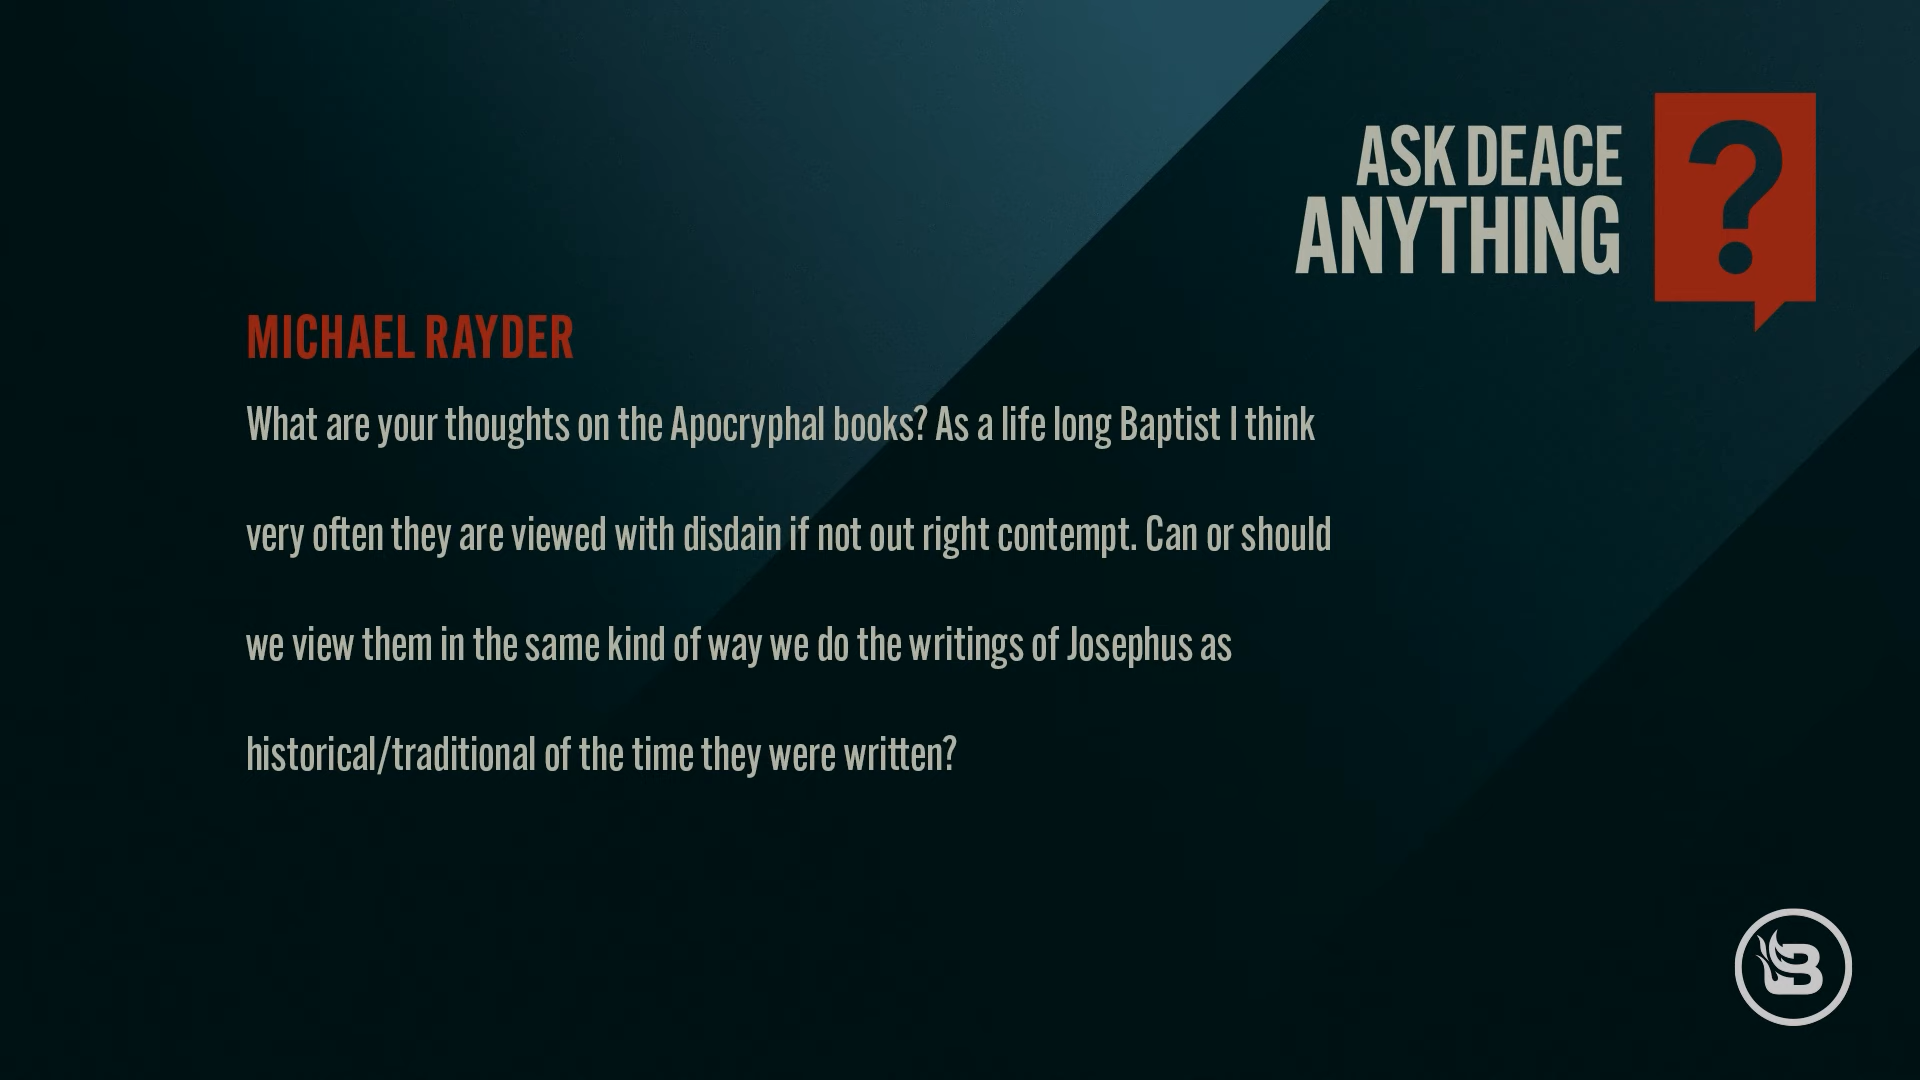 ASK DEACE
ANYTHING
?
MICHAEL RAYDER
What are your thoughts on the Apocryphal books? As a life long Baptist I think
very often they are viewed with disdain if not out right contempt. Can or should
we view them in the same kind of way we do the writings of Josephus as
historical/traditional of the time they were written?
B